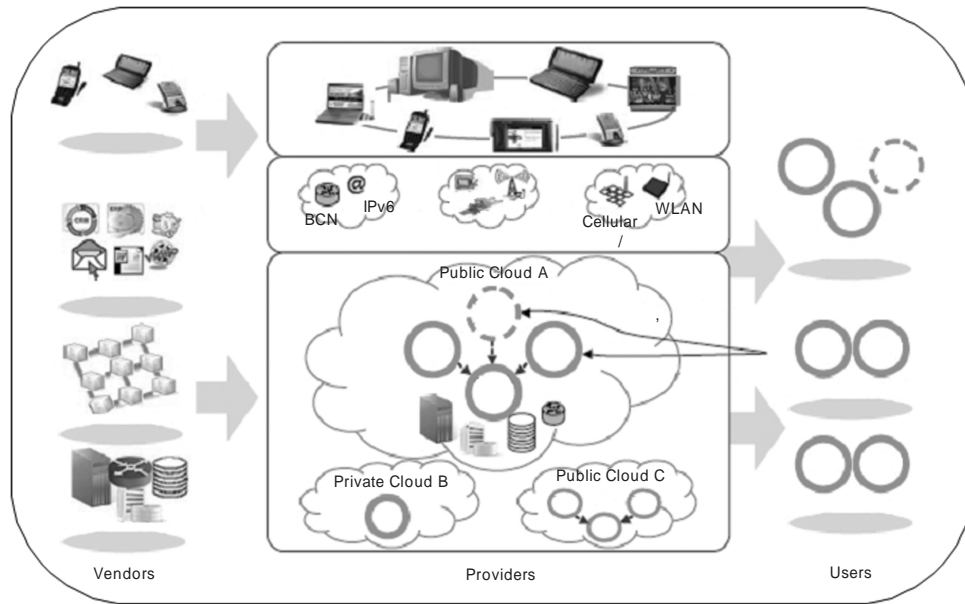 @
IPv6
BCN
WLAN
Cellular
/
Public Cloud A
,
Private Cloud B
Public Cloud C
Vendors
Providers
Users